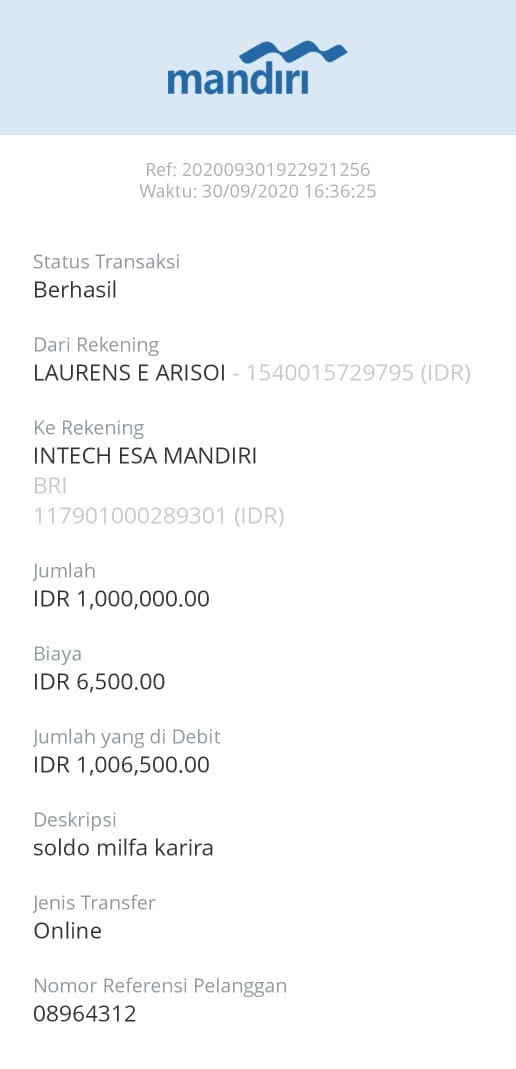 mandırı
Ref: 202009301922921256
Waktu: 30/09/2020 16:36:25
Status Transaksi
Berhasil
Dari Rekening
LAURENS E ARISOI - 1540015729795 (IDR)
Ke Rekening
INTECH ESA MANDIRI
BRI
117901000289301 (IDR)
Jumlah
IDR 1,000,000.00
Biaya
IDR 6,500.00
Jumlah yang di Debit
IDR 1,006,500.00
Deskripsi
soldo milfa karira
Jenis Transfer
Online
Nomor Referensi Pelanggan
08964312